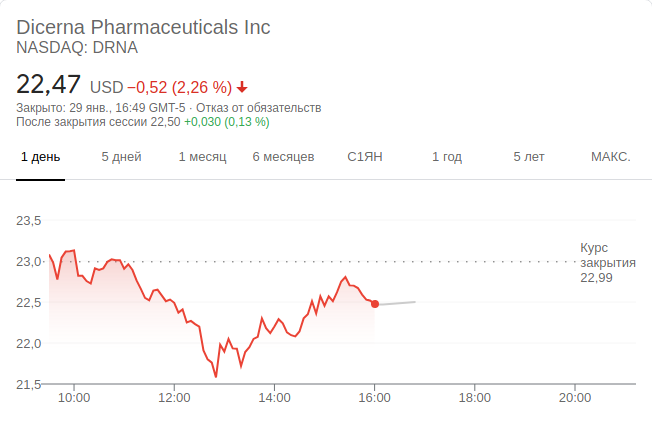 Dicerna Pharmaceuticals Inc
NASDAQ: DRNA
22,47 USD −0,52 (2,26 %)
Закрыто: 29 янв., 16:49 GMT-5 · Отказ от обязательств
После закрытия сессии 22,50 +0,030 (0,13 %)
1 день 5 дней 1 месяц 6 месяцев С1ЯН 1 год 5 лет МАКС.
23,5
Курс
23,0 закрытия
22,99
22,5
22,0
21,5
10:00 12:00 14:00 16:00 18:00 20:00